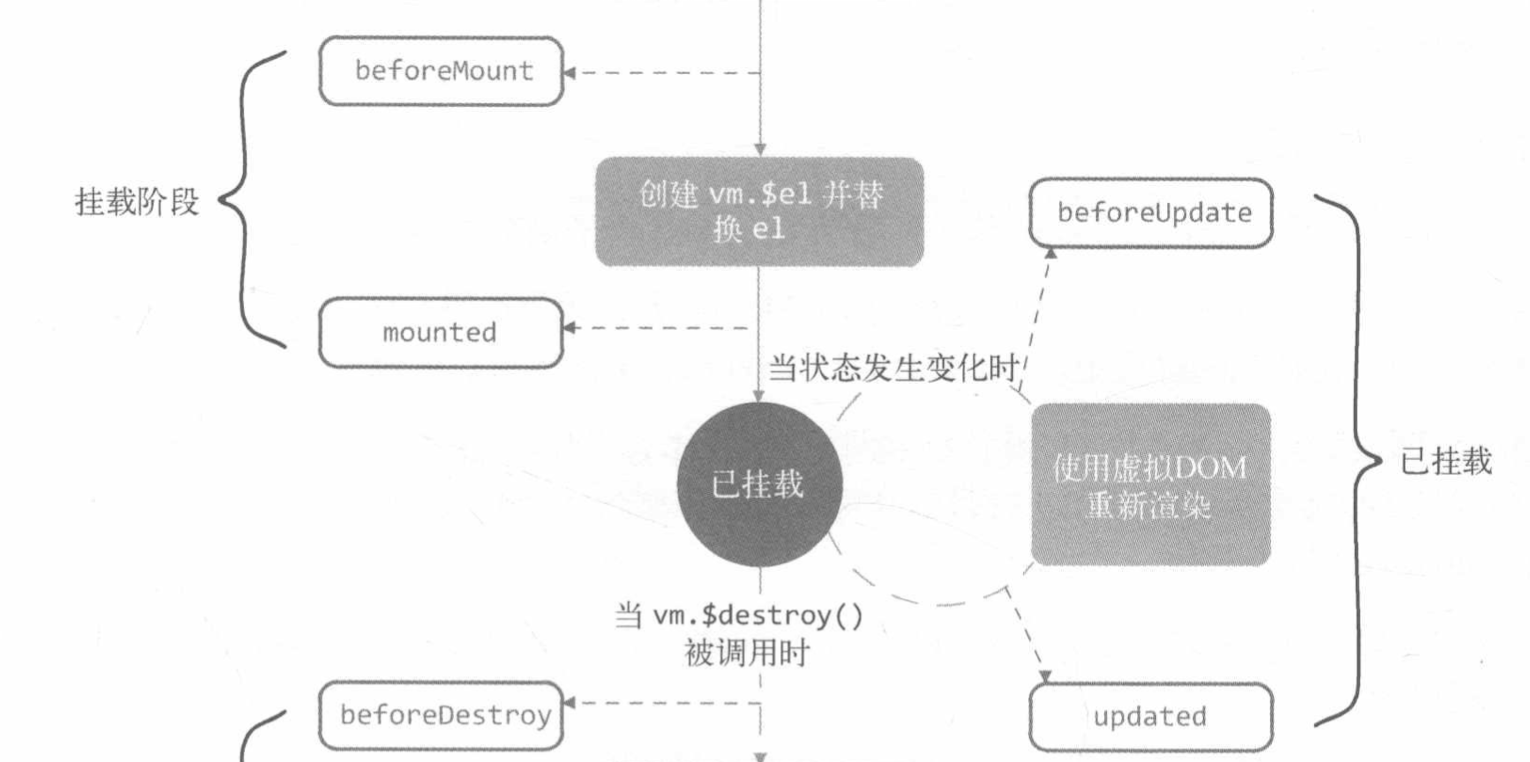 beforeMount
创建 vm.$el 并替
换 el
挂载阶段
beforeUpdate
mounted
当状态发生变化时
已挂载
使用虚拟DOM
重新渲染
已挂载
当 vm.$destroy()
被调用时
beforeDestroy
updated